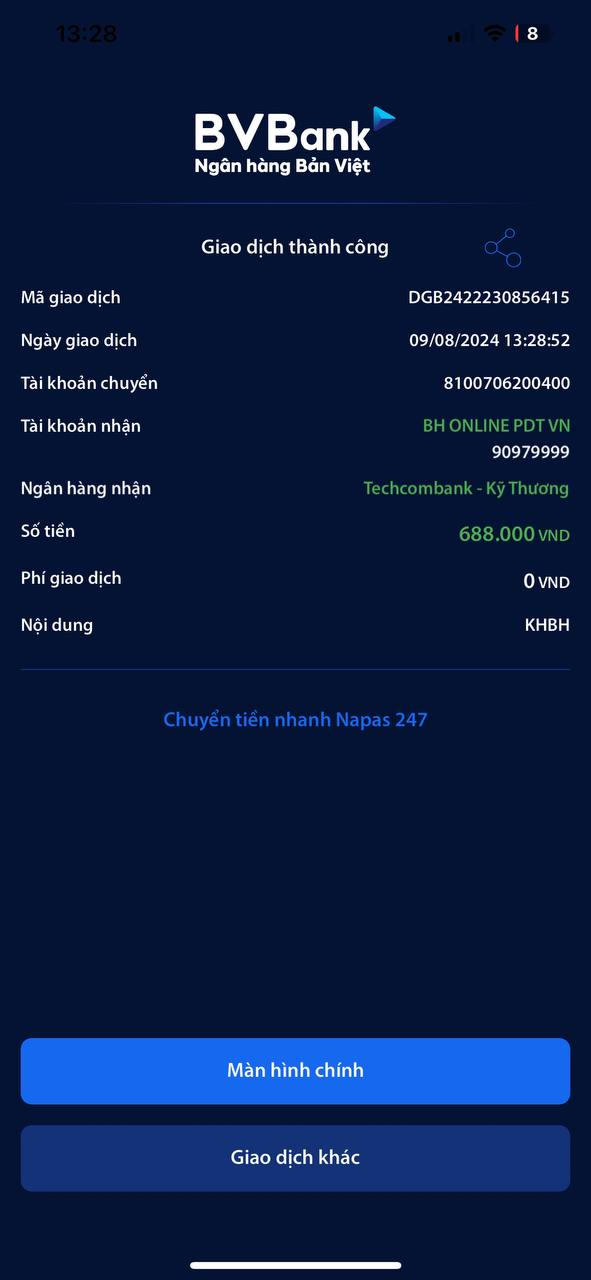 13:28
8
BVBank
Ngân hàng Bản Việt
Giao dịch thành công
Mã giao dịch DGB2422230856415
Ngày giao dịch 09/08/2024 13:28:52
Tài khoản chuyển 8100706200400
Tài khoản nhận BH ONLINE PDT VN
90979999
Ngân hàng nhận Techcombank - Kỹ Thương
Số tiền 688.000 VND
Phí giao dịch 0 VND
Nội dung KHBH
Chuyển tiền nhanh Napas 247
Màn hình chính
Giao dịch khác